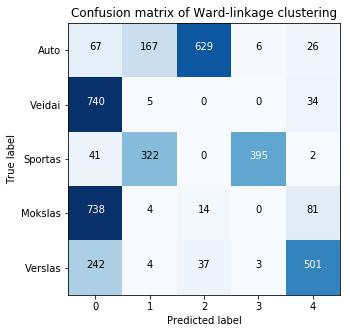 Confusion matrix of Ward-linkage clustering
Auto 67 167 629 6 26
Veidai 740 5 0 0 34
Sportas 41 322 0 395 2
Mokslas 738 4 14 0 81
Verslas 242 4 37 3 501
0 1 2 3 4
True label
Predicted label